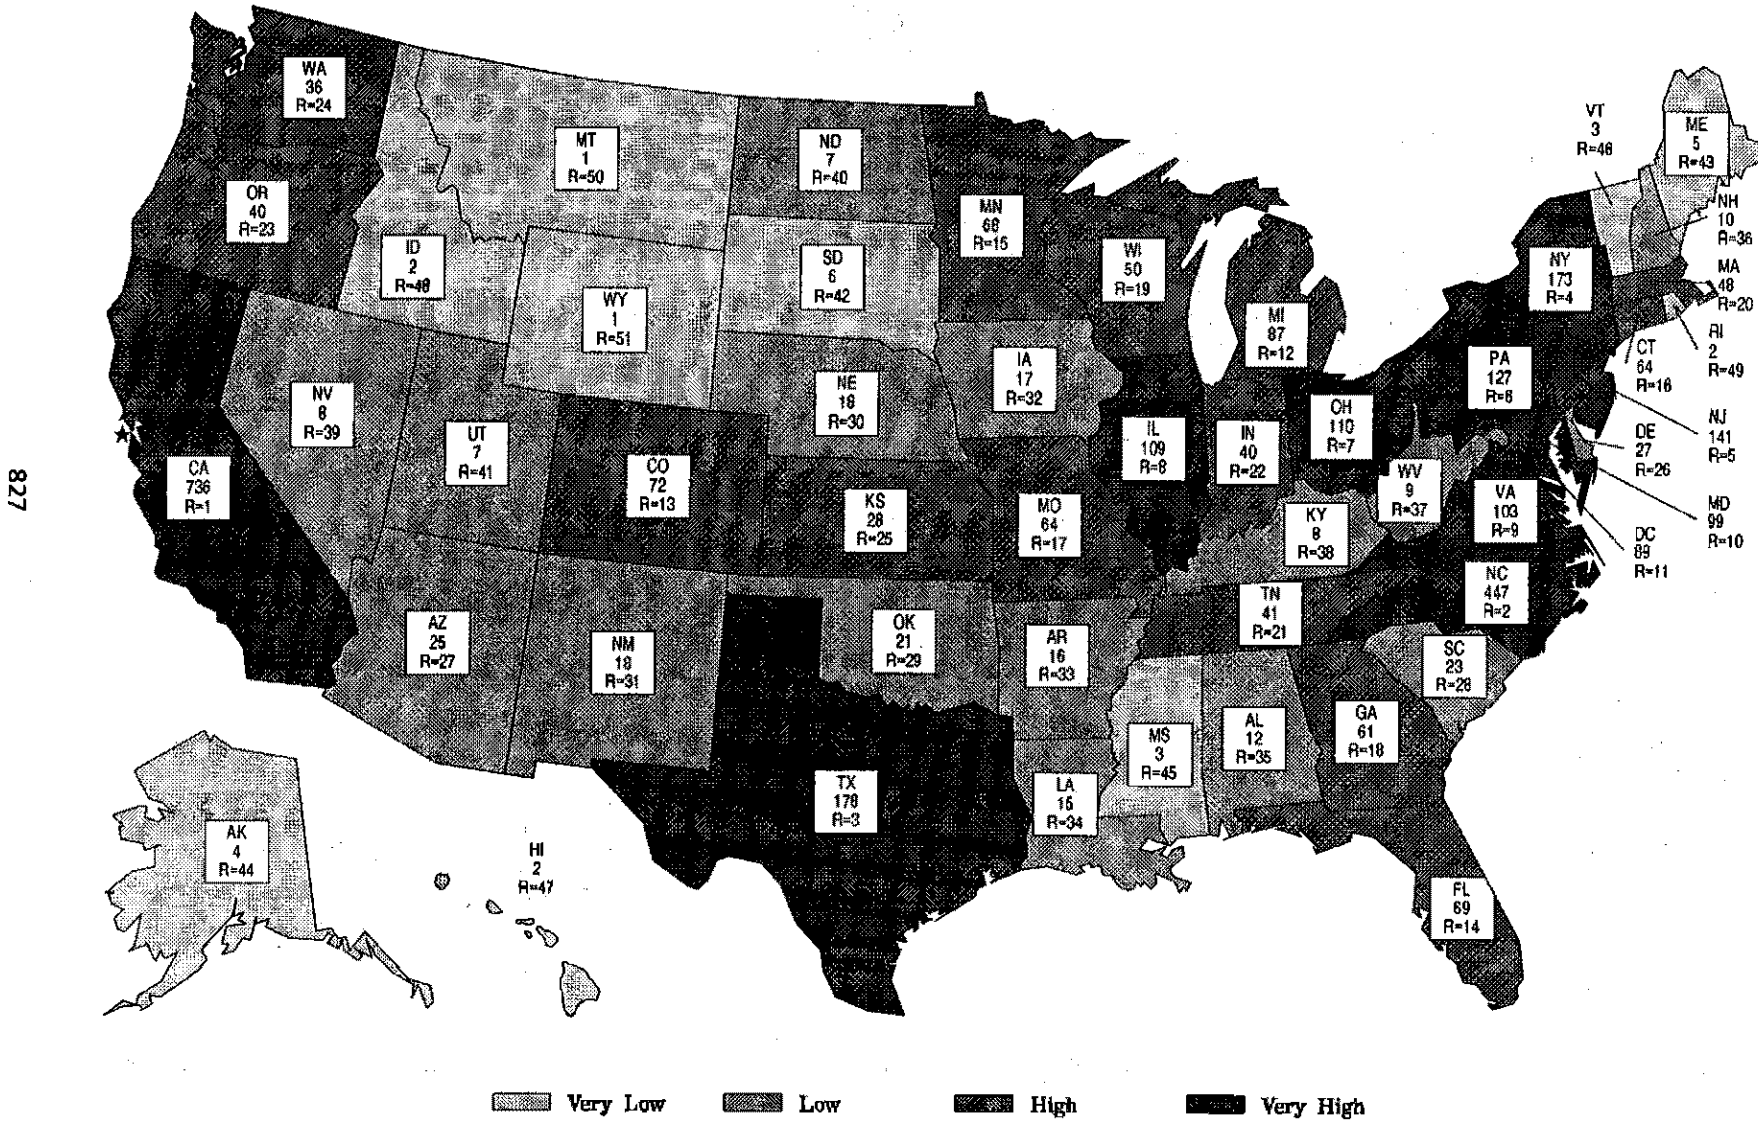 WA
36
R=24
OR
40
R=23
MT
1
R=50
ID
2
R=48
WY
1
R=51
ND
7
R=40
SD
6
R=42
MN
68
R=15
WI
50
R=19
MI
87
R=12
VT
3
R=46
ME
5
R=43
NH
10
R=36
MA
48
R=20
NY
173
R=4
RI
2
R=49
CT
64
R=16
PA
127
R=6
NJ
141
R=5
DE
27
R=26
MD
99
R=10
DC
89
R=11
NV
8
R=39
UT
7
R=41
CA
736
R=1
CO
72
R=13
NE
18
R=30
IA
17
R=32
KS
28
R=25
MO
64
R=17
IL
109
R=8
IN
40
R=22
OH
110
R=7
WV
9
R=37
KY
8
R=38
VA
103
R=9
NC
447
R=2
TN
41
R=21
SC
23
R=28
AZ
25
R=27
NM
18
R=31
OK
21
R=29
AR
16
R=33
TX
178
R=3
LA
15
R=34
MS
3
R=45
AL
12
R=35
GA
61
R=18
FL
69
R=14
AK
4
R=44
HI
2
R=47
Very Low
Low
High
Very High
827